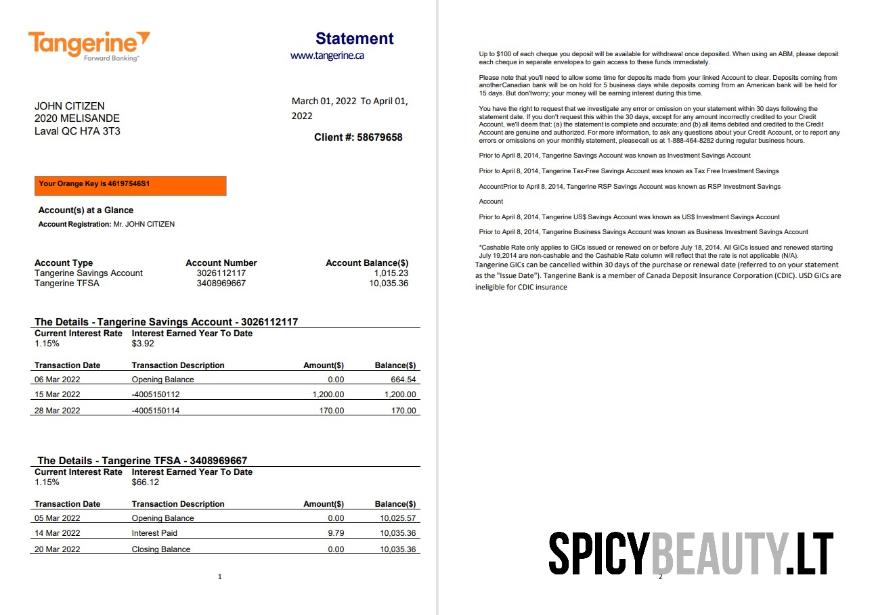 Tangerine
Forward Banking™
Statement
www.tangerine.ca
JOHN CITIZEN
2020 MELISANDE
Laval QC H7A 3T3
March 01, 2022 To April 01,
2022
Client #: 58679658
Your Orange Key is 46197546S1
Account(s) at a Glance
Account Registration: Mr. JOHN CITIZEN
Account Type Account Number Account Balance($)
Tangerine Savings Account 3026112117 1,015.23
Tangerine TFSA 3408969667 10,035.36
The Details - Tangerine Savings Account - 3026112117
Current Interest Rate Interest Earned Year To Date
1.15% $3.92
Transaction Date Transaction Description Amount($) Balance($)
06 Mar 2022 Opening Balance 0.00 664.54
15 Mar 2022 -4005150112 1,200.00 1,200.00
28 Mar 2022 -4005150114 170.00 170.00
The Details - Tangerine TFSA - 3408969667
Current Interest Rate Interest Earned Year To Date
1.15% $66.12
Transaction Date Transaction Description Amount($) Balance($)
05 Mar 2022 Opening Balance 0.00 10,025.57
14 Mar 2022 Interest Paid 9.79 10,035.36
20 Mar 2022 Closing Balance 0.00 10,035.36
1
Up to $100 of each cheque you deposit will be available for withdrawal once deposited. When using an ABM, please deposit
each cheque in separate envelopes to gain access to these funds immediately.
Please note that you'll need to allow some time for deposits made from your linked Account to clear. Deposits coming from
anotherCanadian bank will be on hold for 5 business days while deposits coming from an American bank will be held for
15 days. But don'tworry; your money will be earning interest during this time.
You have the right to request that we investigate any error or omission on your statement within 30 days following the
statement date. If you don't request this within the 30 days, except for any amount incorrectly credited to your Credit
Account, we'll deem that: (a) the statement is complete and accurate; and (b) all items debited and credited to the Credit
Account are genuine and authorized. For more information, to ask any questions about your Credit Account, or to report any
errors or omissions on your monthly statement, pleasecall us at 1-888-464-8282 during regular business hours.
Prior to April 8, 2014, Tangerine Savings Account was known as Investment Savings Account
Prior to April 8, 2014, Tangerine Tax-Free Savings Account was known as Tax Free Investment Savings
AccountPrior to April 8, 2014, Tangerine RSP Savings Account was known as RSP Investment Savings
Account
Prior to April 8, 2014, Tangerine US$ Savings Account was known as US$ Investment Savings Account
Prior to April 8, 2014, Tangerine Business Savings Account was known as Business Investment Savings Account
*Cashable Rate only applies to GICs issued or renewed on or before July 18, 2014. All GICs issued and renewed starting
July 19,2014 are non-cashable and the Cashable Rate column will reflect that the rate is not applicable (N/A).
Tangerine GICs can be cancelled within 30 days of the purchase or renewal date (referred to on your statement
as the "Issue Date"). Tangerine Bank is a member of Canada Deposit Insurance Corporation (CDIC). USD GICs are
ineligible for CDIC insurance
SPICYBEAUTY.LT
2